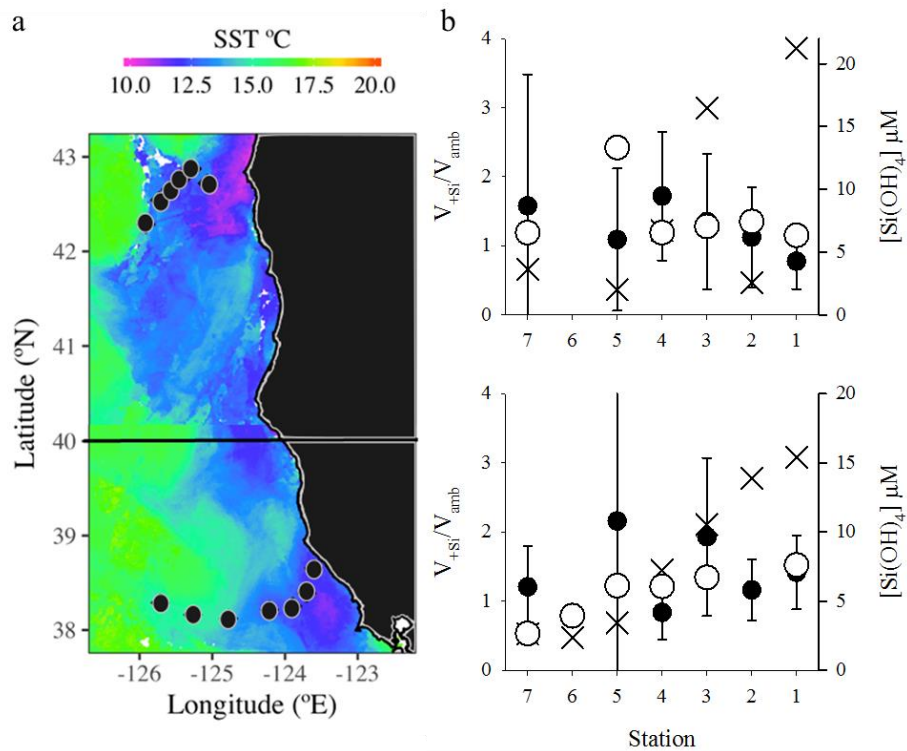 a
SST ºC
10.0 12.5 15.0 17.5 20.0
43
42
41
40
39
38
Latitude (ºN)
-126 -125 -124 -123
Longitude (ºE)
b
4
3
2
1
0
V+Si/Vamb
20
15
10
5
0
[Si(OH)4] µM
7 6 5 4 3 2 1
4
3
2
1
0
V+Si/Vamb
20
15
10
5
0
[Si(OH)4] µM
7 6 5 4 3 2 1
Station